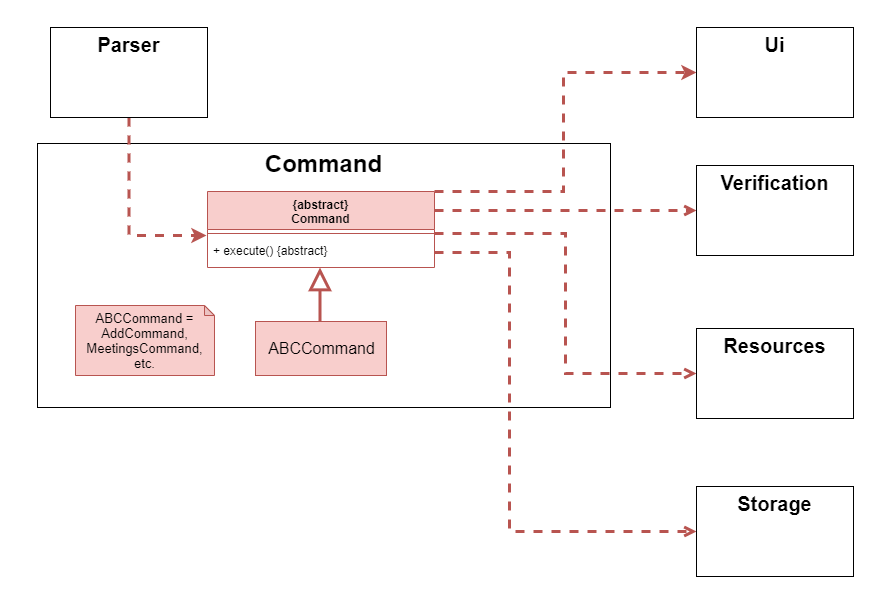 Parser
Ui
Command
{abstract}
Command
+ execute() {abstract}
Verification
ABCCommand =
AddCommand,
MeetingsCommand,
etc.
ABCCommand
Resources
Storage